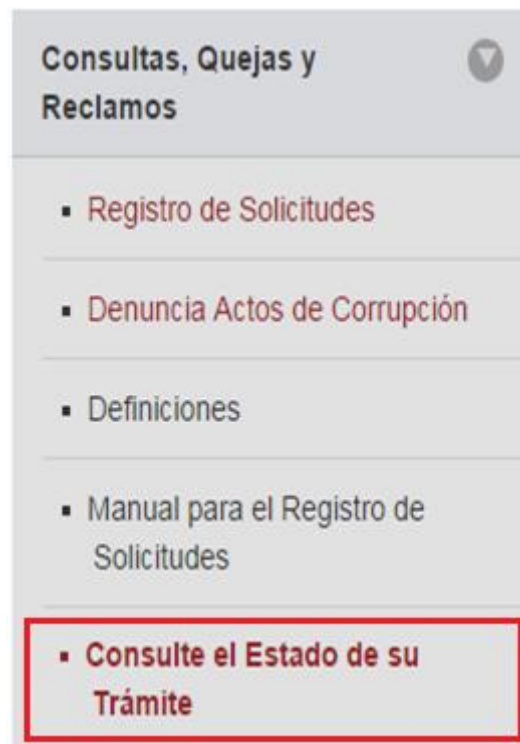 Consultas, Quejas y
Reclamos
Registro de Solicitudes
Denuncia Actos de Corrupción
Definiciones
Manual para el Registro de
Solicitudes
Consulte el Estado de su
Trámite